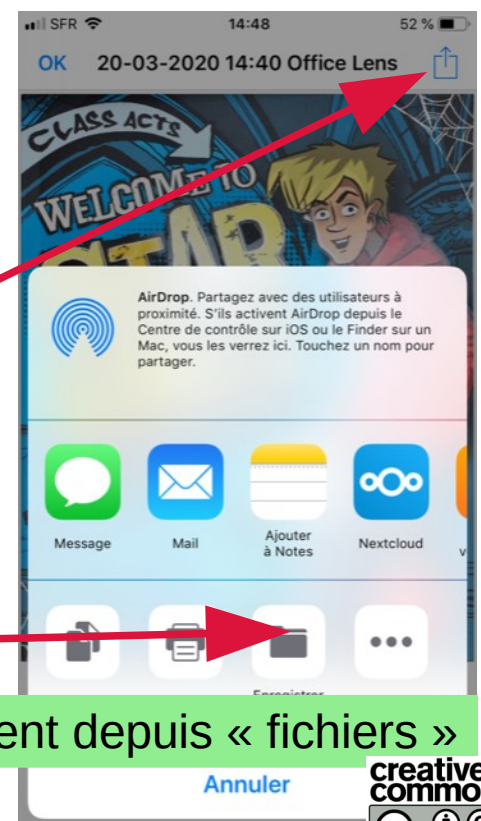 SFR 14:48 52 %
OK 20-03-2020 14:40 Office Lens
CLASS ACTS
WELCOME TO
STAR
AirDrop. Partagez avec des utilisateurs à
proximité. S'ils activent AirDrop depuis le
Centre de contrôle sur iOS ou le Finder sur un
Mac, vous les verrez ici. Touchez un nom pour
partager.
Message Mail Ajouter
à Notes Nextcloud
Enregistrer
ent depuis « fichiers »
Annuler
creative
commo